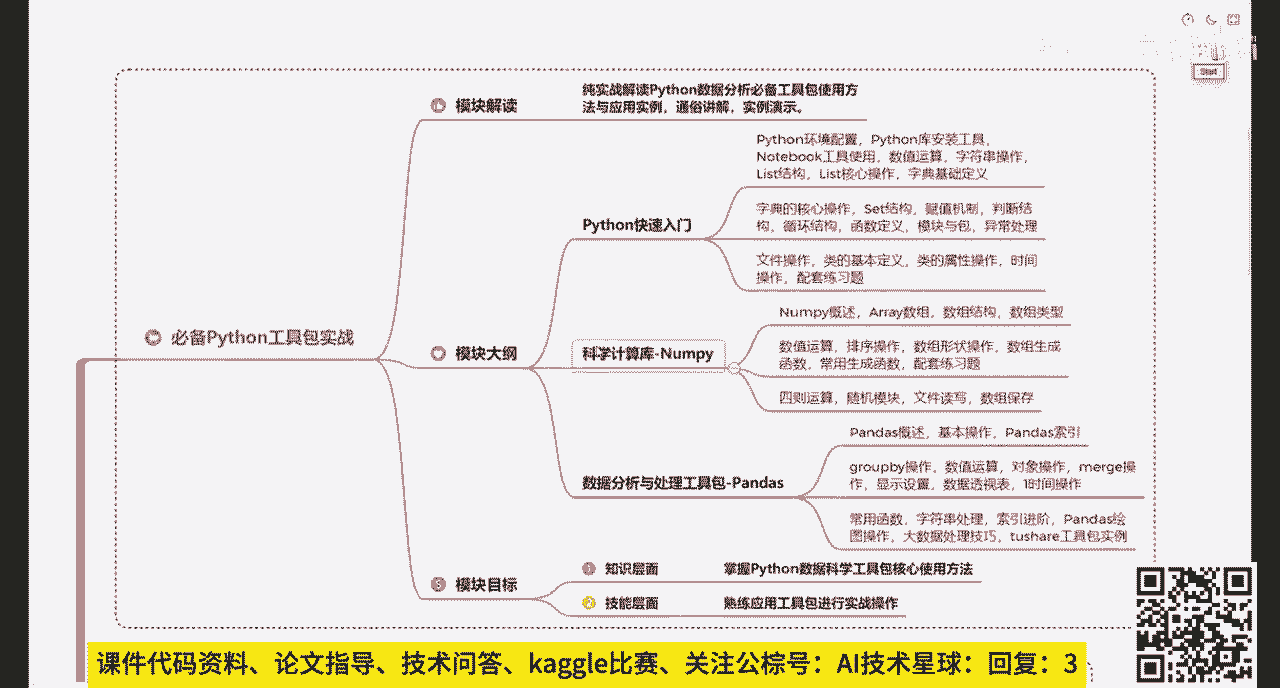 必备Python工具包实战
模块解读
纯实战解读Python数据分析必备工具包使用方
法与应用实例，通俗讲解，实例演示。
模块大纲
Python快速入门
Python环境配置，Python库安装工具，
Notebook工具使用，数值运算，字符串操作，
List结构，List核心操作，字典基础定义
字典的核心操作，Set结构，赋值机制，判断结
构，循环结构，函数定义，模块与包，异常处理
文件操作，类的基本定义，类的属性操作，时间
操作，配套练习题
科学计算库-Numpy
Numpy概述，Array数组，数组结构，数组类型
数值运算，排序操作，数组形状操作，数组生成
函数，常用生成函数，配套练习题
四则运算，随机模块，文件读写，数组保存
数据分析与处理工具包-Pandas
Pandas概述，基本操作，Pandas索引
groupby操作，数值运算，对象操作，merge操
作，显示设置，数据透视表，1时间操作
常用函数，字符串处理，索引进阶，Pandas绘
图操作，大数据处理技巧，tushare工具包实例
模块目标
知识层面
掌握Python数据科学工具包核心使用方法
技能层面
熟练应用工具包进行实战操作
课件代码资料、论文指导、技术问答、kaggle比赛、关注公棕号：AI技术星球：回复：3